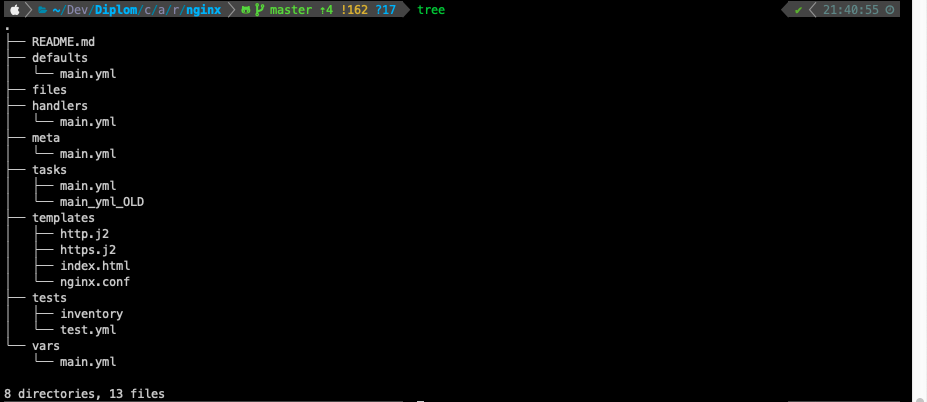 ~/Dev/Diplom/c/a/r/nginx master ↑4 !162 ?17 tree ✔ 21:40:55
.
├── README.md
├── defaults
│   └── main.yml
├── files
├── handlers
│   └── main.yml
├── meta
│   └── main.yml
├── tasks
│   ├── main.yml
│   └── main_yml_OLD
├── templates
│   ├── http.j2
│   ├── https.j2
│   ├── index.html
│   └── nginx.conf
├── tests
│   ├── inventory
│   └── test.yml
└── vars
    └── main.yml
8 directories, 13 files